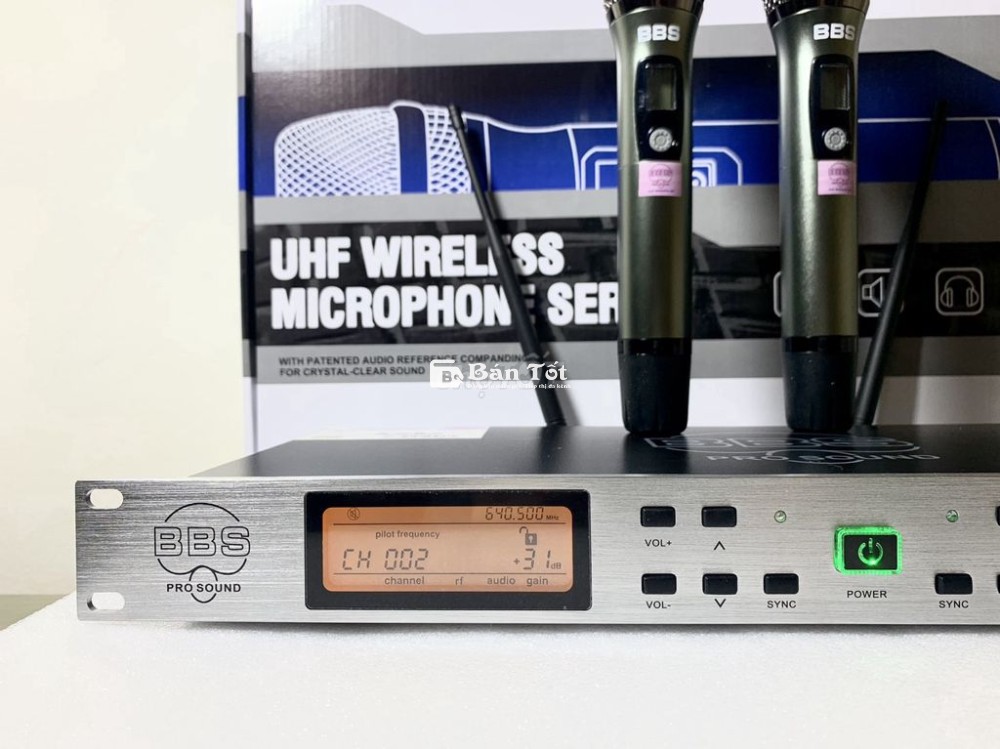 BBS
BBS
UHF WIRELESS
MICROPHONE SER
WITH PATENTED AUDIO REFERENCE COMPANDING
FOR CRYSTAL-CLEAR SOUND
Bán Tốt
BBS
PRO SOUND
BBS
PRO SOUND
640.500 MHz
pilot frequency
CH 002
+31 dB
channel rf audio gain
VOL+
VOL-
SYNC
POWER
SYNC